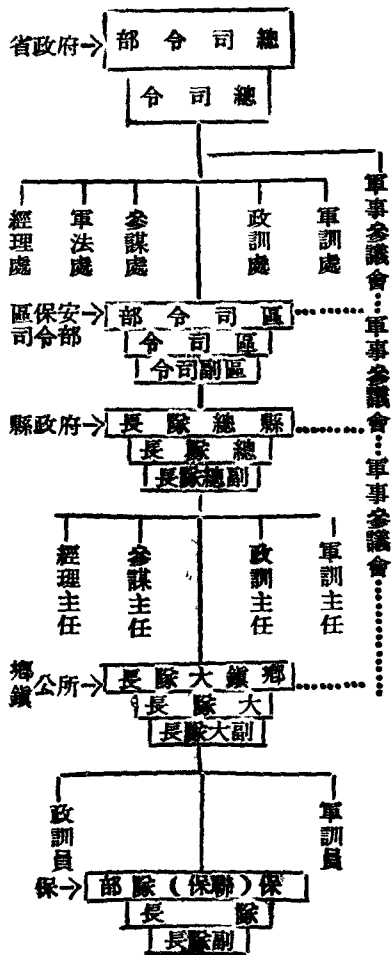 省政府→
總司令部
總司令
軍事參議會
軍訓處
政訓處
參謀處
軍法處
經理處
區保安司令部→
區司令部
區司令
區副司令
軍事參議會
縣政府→
縣總隊長
總隊長
副總隊長
軍事參議會
軍訓主任
政訓主任
參謀主任
經理主任
鄉鎮公所→
鄉鎮大隊長
大隊長
副大隊長
軍訓員
政訓員
保→
保（聯保）隊部
隊長
副隊長